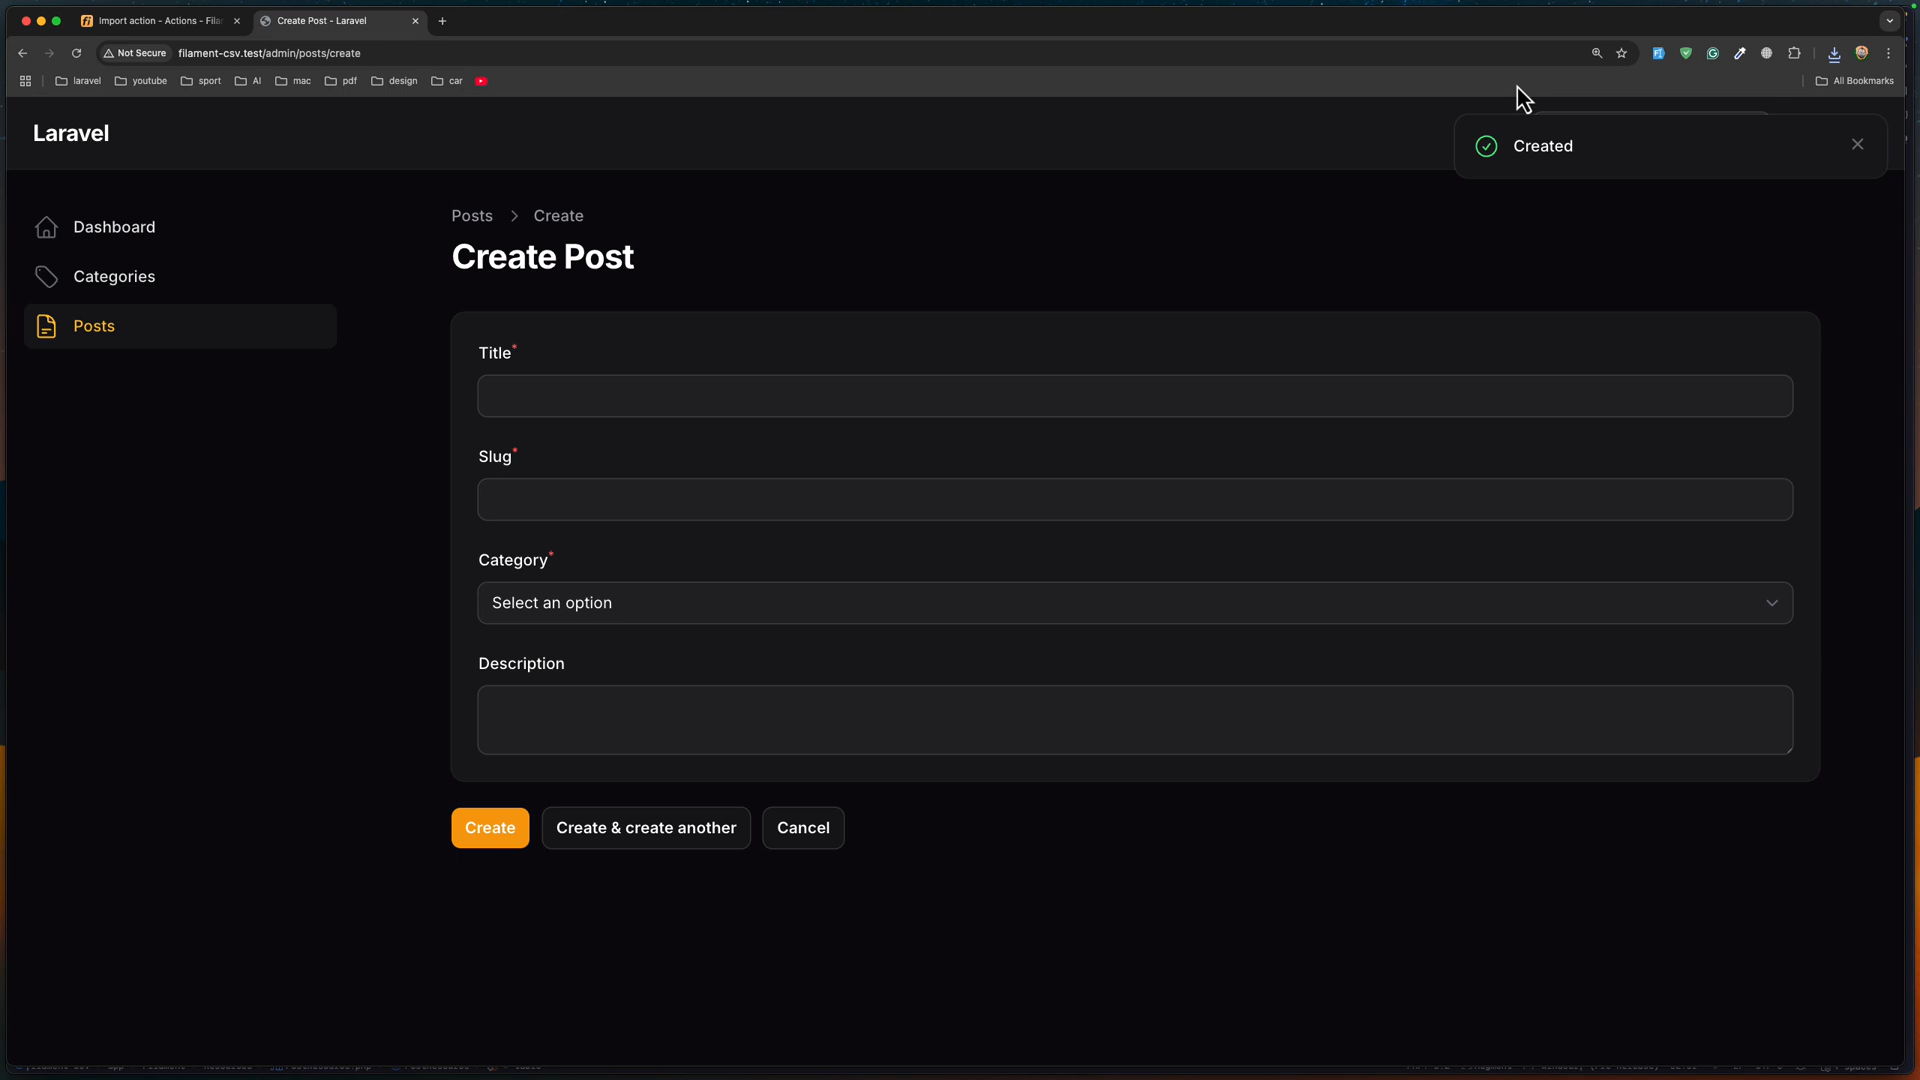 Import action - Actions - Fila
Create Post - Laravel
Not Secure
filament-csv.test/admin/posts/create
laravel
youtube
sport
AI
mac
pdf
design
car
All Bookmarks
Laravel
Created
Dashboard
Categories
Posts
Posts > Create
Create Post
Title*
Slug*
Category*
Select an option
Description
Create
Create & create another
Cancel